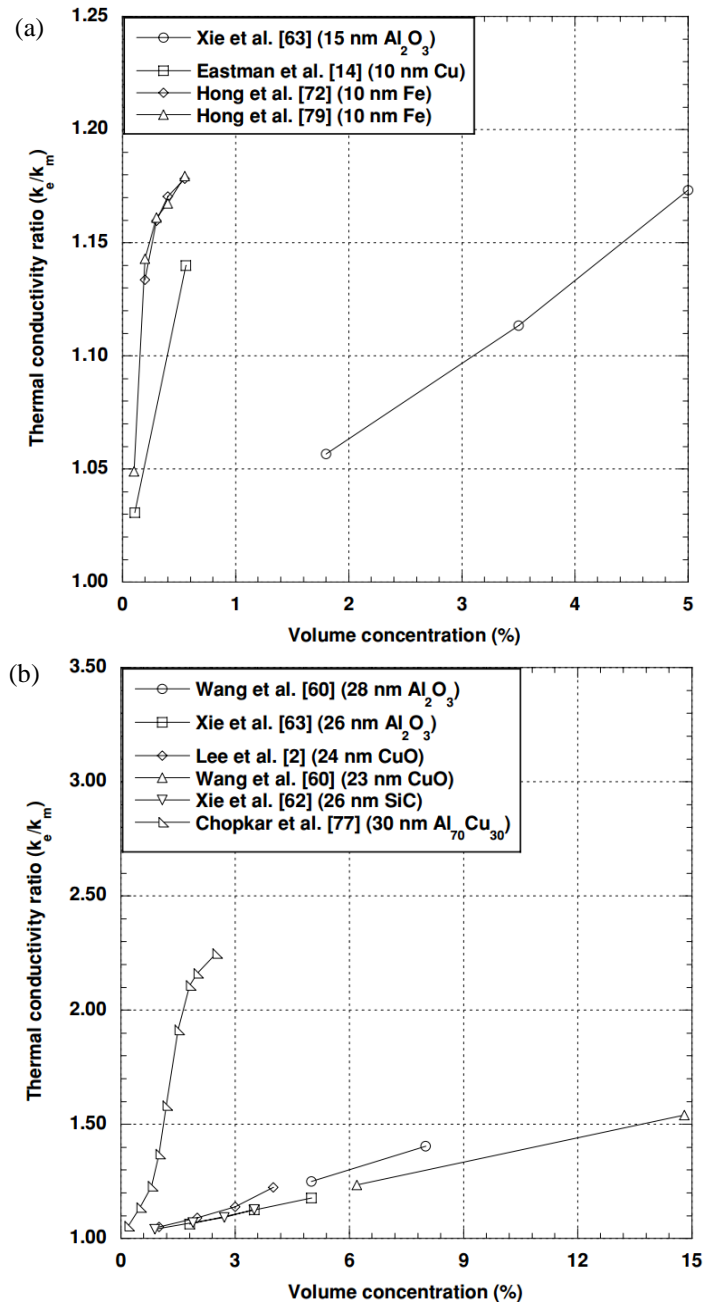 (a)
1.25
1.20
1.15
1.10
1.05
1.00
Thermal conductivity ratio (kₑ/kₘ)
Xie et al. [63] (15 nm Al₂O₃)
Eastman et al. [14] (10 nm Cu)
Hong et al. [72] (10 nm Fe)
Hong et al. [79] (10 nm Fe)
0 1 2 3 4 5
Volume concentration (%)
(b)
3.50
3.00
2.50
2.00
1.50
1.00
Thermal conductivity ratio (kₑ/kₘ)
Wang et al. [60] (28 nm Al₂O₃)
Xie et al. [63] (26 nm Al₂O₃)
Lee et al. [2] (24 nm CuO)
Wang et al. [60] (23 nm CuO)
Xie et al. [62] (26 nm SiC)
Chopkar et al. [77] (30 nm Al₇₀Cu₃₀)
0 3 6 9 12 15
Volume concentration (%)